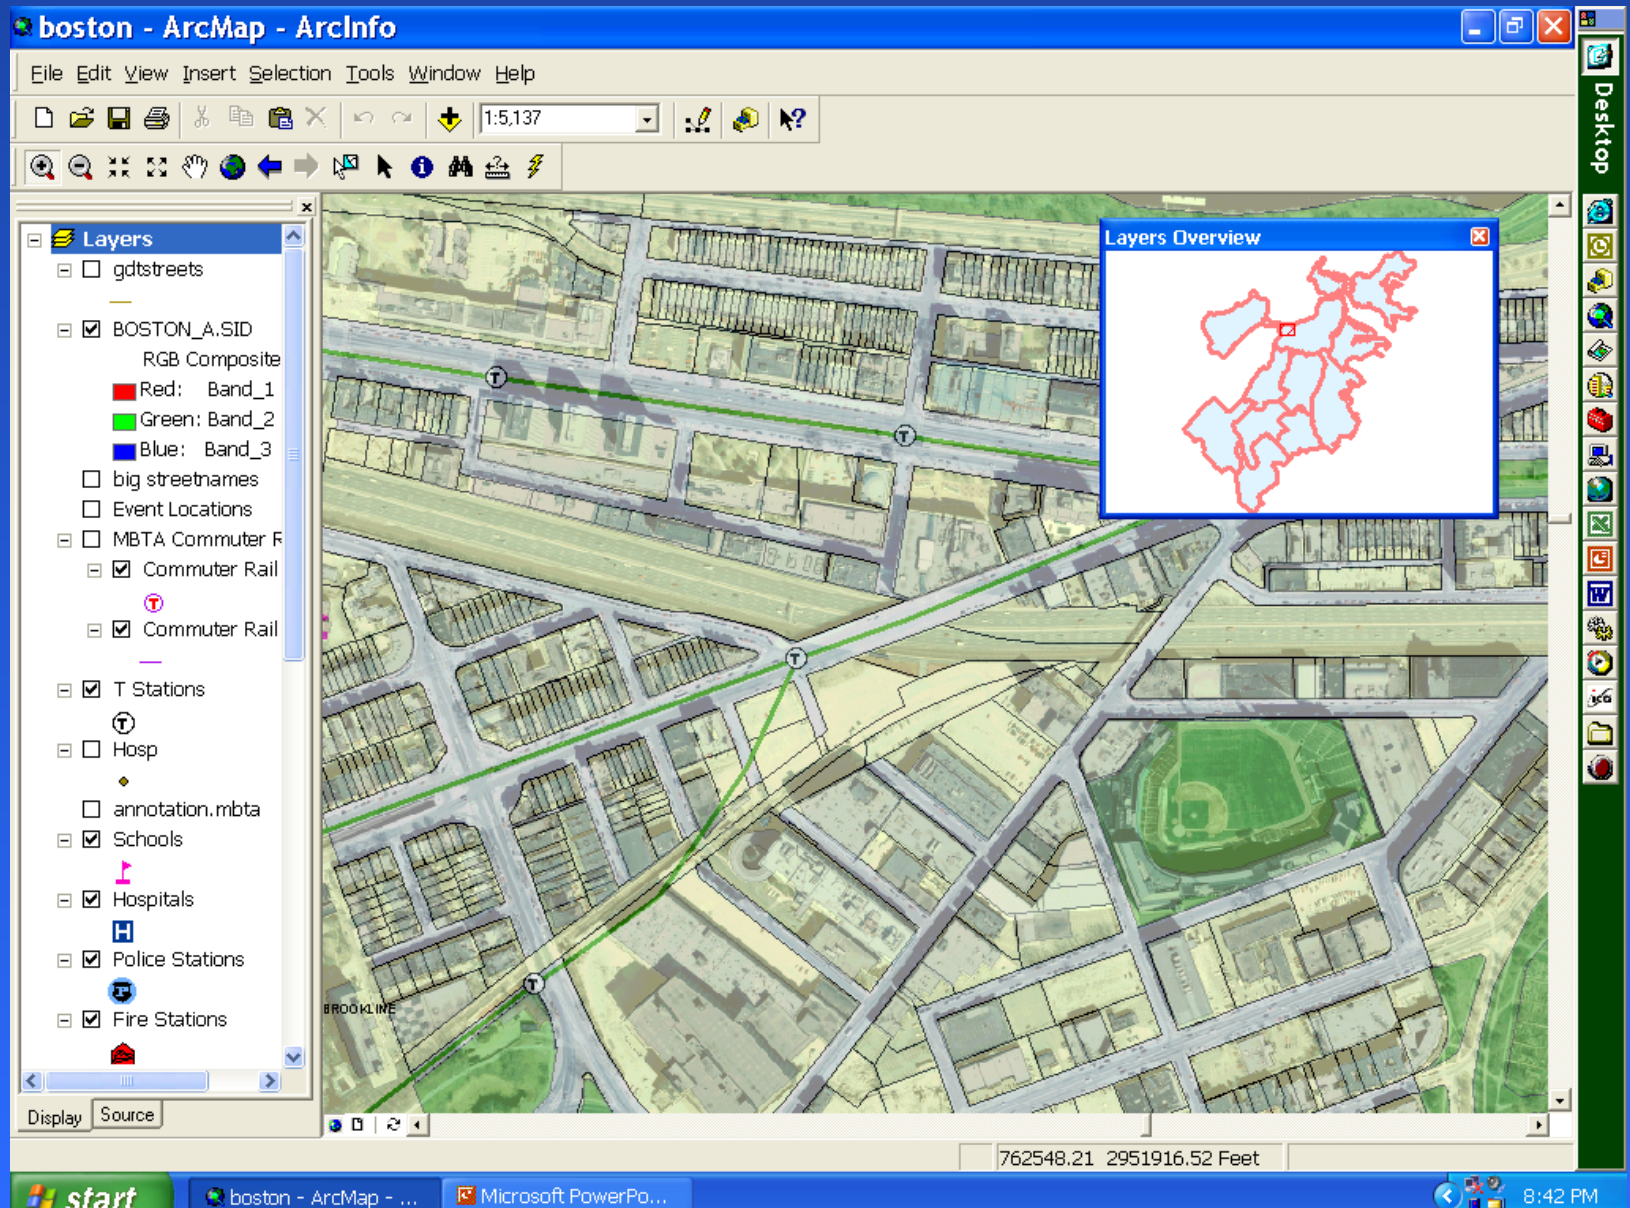 boston - ArcMap - ArcInfo
File Edit View Insert Selection Tools Window Help
1:5,137
Desktop
Layers
gdtstreets
BOSTON_A.SID
RGB Composite
Red: Band_1
Green: Band_2
Blue: Band_3
big streetnames
Event Locations
MBTA Commuter R
Commuter Rail
T
Commuter Rail
T Stations
T
Hosp
annotation.mbta
Schools
Hospitals
H
Police Stations
Fire Stations
Display Source
Layers Overview
T
T
T
T
BROOKLINE
762548.21 2951916.52 Feet
start
boston - ArcMap - ...
Microsoft PowerPo...
8:42 PM